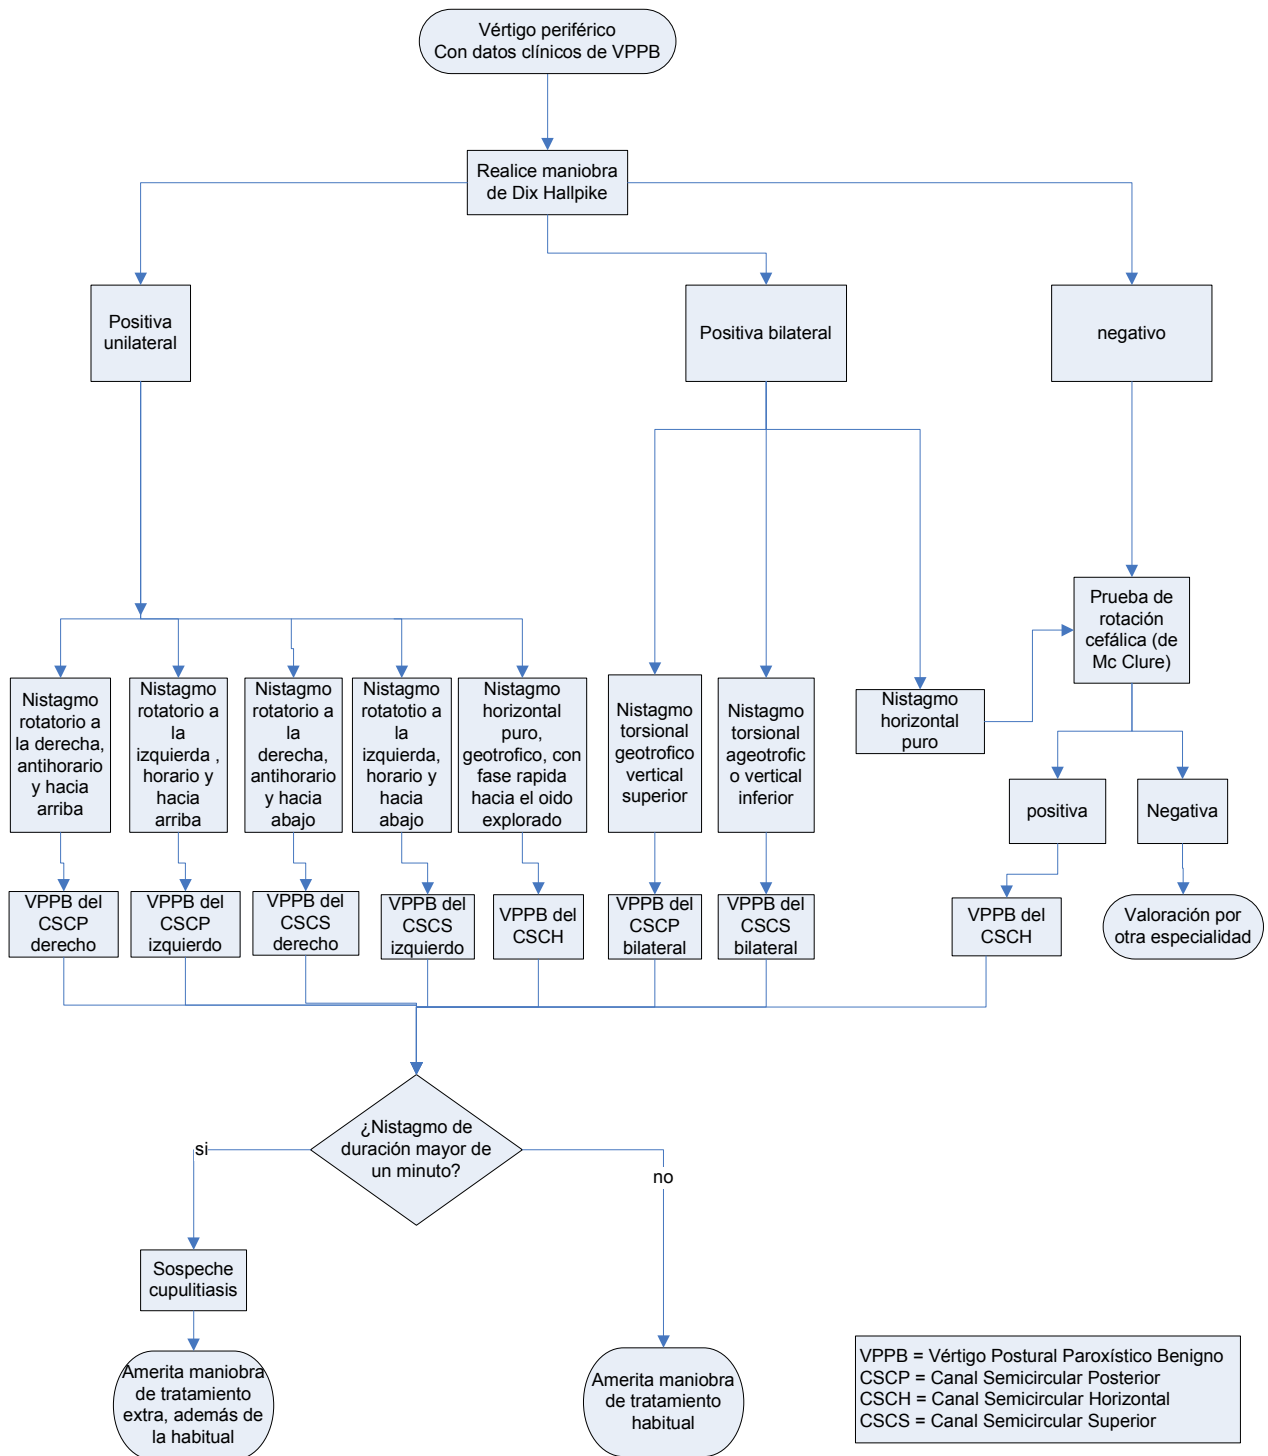 Vértigo periférico
Con datos clínicos de VPPB
Realice maniobra
de Dix Hallpike
Positiva
unilateral
Positiva bilateral
negativo
Prueba de
rotación
cefálica (de
Mc Clure)
Nistagmo
rotatorio a
la derecha,
antihorario
y hacia
arriba
Nistagmo
rotatorio a
la
izquierda ,
horario y
hacia
arriba
Nistagmo
rotatorio a
la
derecha,
antihorario
y hacia
abajo
Nistagmo
rotatotio a
la
izquierda,
horario y
hacia
abajo
Nistagmo
horizontal
puro,
geotrofico, con
fase rapida
hacia el oido
explorado
Nistagmo
torsional
geotrofico
vertical
superior
Nistagmo
torsional
ageotrofic
o vertical
inferior
Nistagmo
horizontal
puro
positiva
Negativa
VPPB del
CSCP
derecho
VPPB del
CSCP
izquierdo
VPPB del
CSCS
derecho
VPPB del
CSCS
izquierdo
VPPB del
CSCH
VPPB del
CSCP
bilateral
VPPB del
CSCS
bilateral
VPPB del
CSCH
Valoración por
otra especialidad
¿Nistagmo de
duración mayor de
un minuto?
si
no
Sospeche
cupulitiasis
Amerita maniobra
de tratamiento
extra, además de
la habitual
Amerita maniobra
de tratamiento
habitual
VPPB = Vértigo Postural Paroxístico Benigno
CSCP = Canal Semicircular Posterior
CSCH = Canal Semicircular Horizontal
CSCS = Canal Semicircular Superior